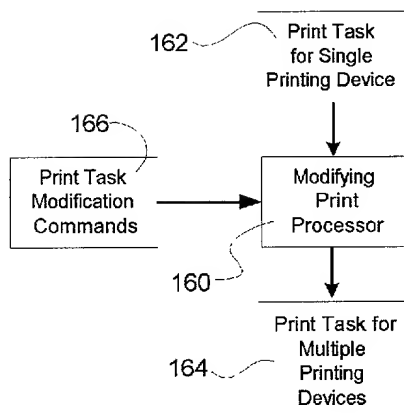 162
Print Task
for Single
Printing Device
166
Print Task
Modification
Commands
Modifying
Print
Processor
160
Print Task for
Multiple
Printing
Devices
164